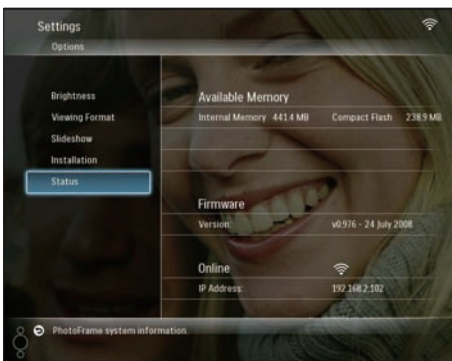 Settings
Options
Brightness
Viewing Format
Slideshow
Installation
Status
Available Memory
Internal Memory 441.4 MB Compact Flash 238.9 MB
Firmware
Version: v0.976 - 24 July 2008
Online
IP Address: 192.168.2.102
PhotoFrame system information.